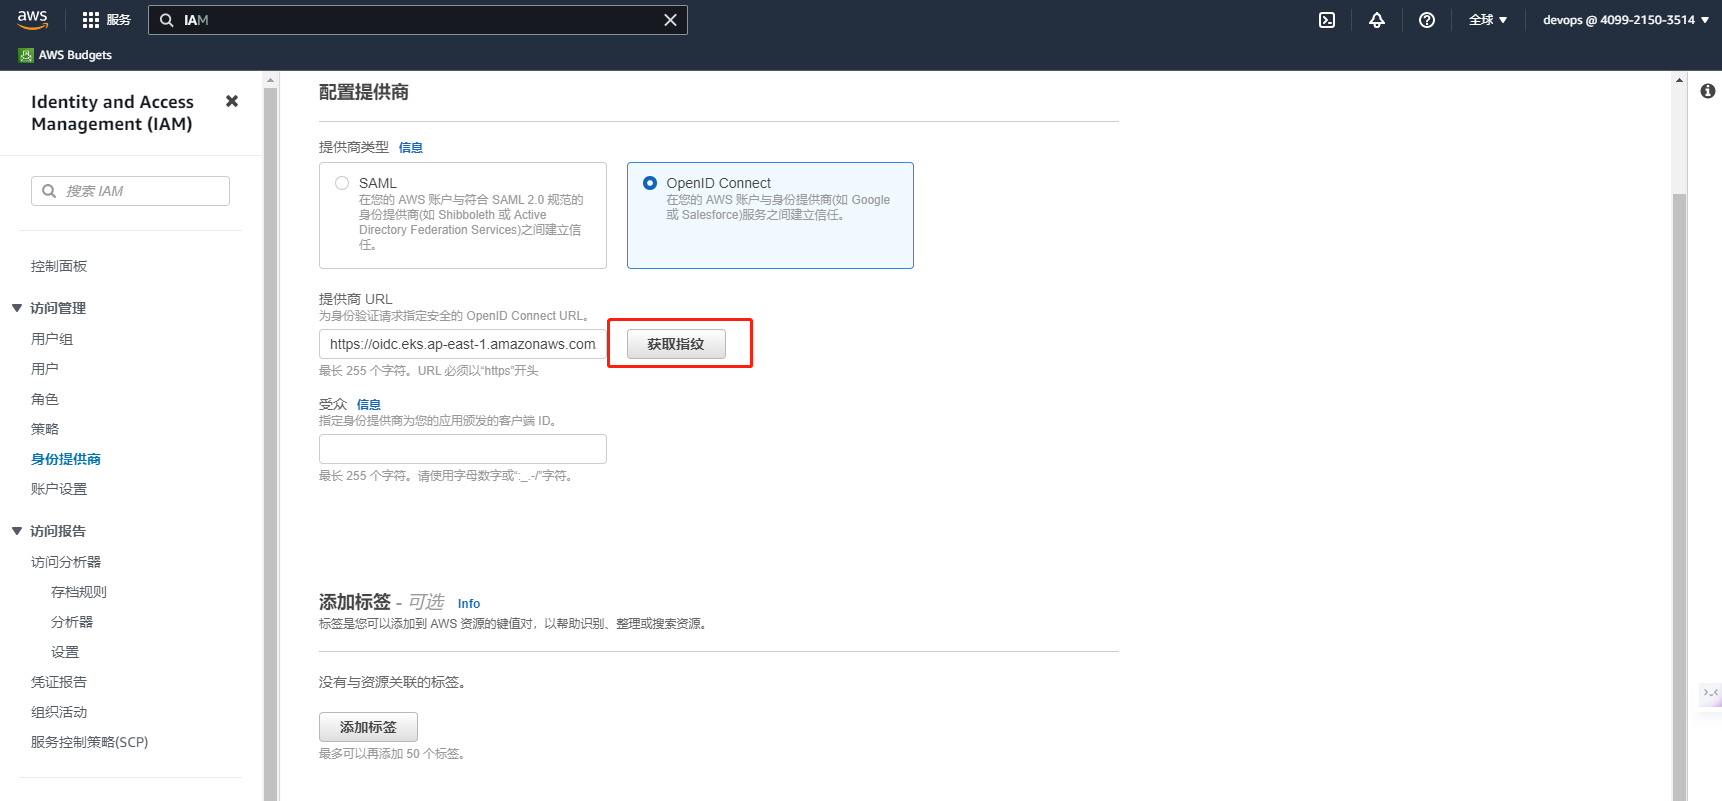 aws
服务
IAM
全球
devops @ 4099-2150-3514
AWS Budgets
Identity and Access
Management (IAM)
搜索 IAM
控制面板
访问管理
用户组
用户
角色
策略
身份提供商
账户设置
访问报告
访问分析器
存档规则
分析器
设置
凭证报告
组织活动
服务控制策略(SCP)
配置提供商
提供商类型 信息
SAML
在您的 AWS 账户与符合 SAML 2.0 规范的
身份提供商(如 Shibboleth 或 Active
Directory Federation Services)之间建立信
任。
OpenID Connect
在您的 AWS 账户与身份提供商(如 Google
或 Salesforce)服务之间建立信任。
提供商 URL
为身份验证请求指定安全的 OpenID Connect URL。
https://oidc.eks.ap-east-1.amazonaws.com
获取指纹
最长 255 个字符。URL 必须以“https”开头
受众 信息
指定身份提供商为您的应用颁发的客户端 ID。
最长 255 个字符。请使用字母数字或“:_.-/”字符。
添加标签 - 可选 Info
标签是您可以添加到 AWS 资源的键值对，以帮助识别、整理或搜索资源。
没有与资源关联的标签。
添加标签
最多可以再添加 50 个标签。